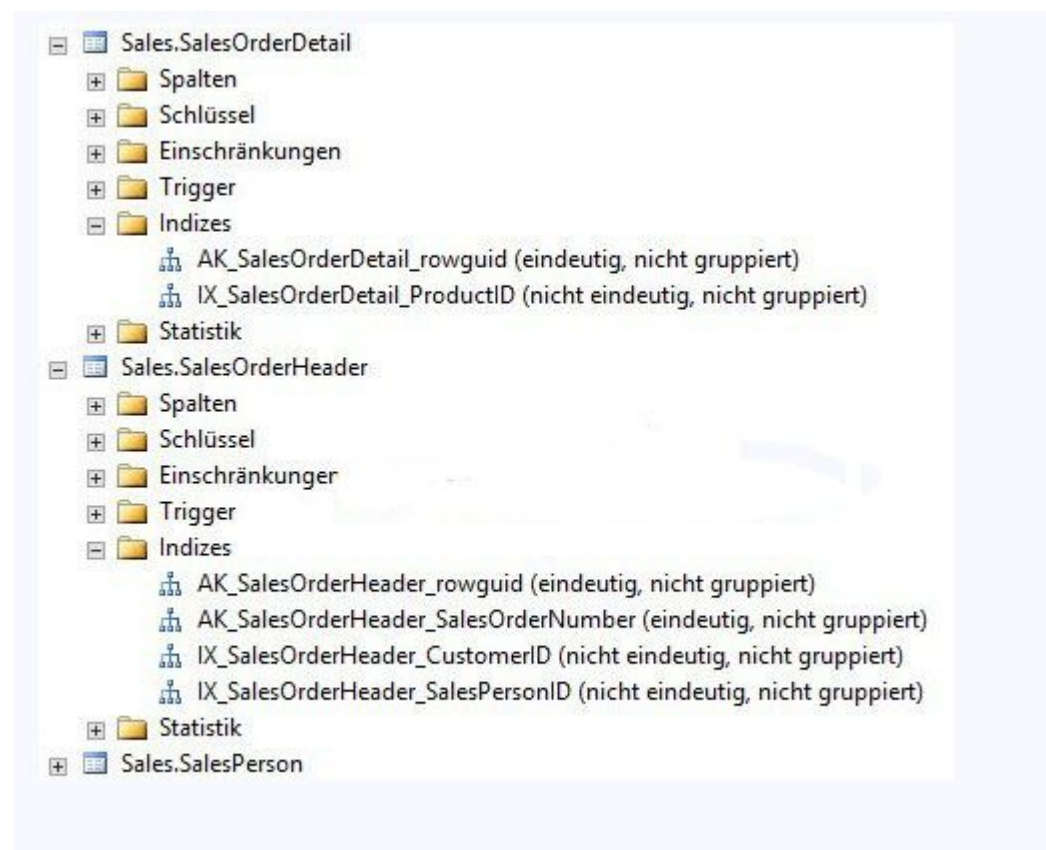 Sales.SalesOrderDetail
Spalten
Schlüssel
Einschränkungen
Trigger
Indizes
AK_SalesOrderDetail_rowguid (eindeutig, nicht gruppiert)
IX_SalesOrderDetail_ProductID (nicht eindeutig, nicht gruppiert)
Statistik
Sales.SalesOrderHeader
Spalten
Schlüssel
Einschränkunger
Trigger
Indizes
AK_SalesOrderHeader_rowguid (eindeutig, nicht gruppiert)
AK_SalesOrderHeader_SalesOrderNumber (eindeutig, nicht gruppiert)
IX_SalesOrderHeader_CustomerID (nicht eindeutig, nicht gruppiert)
IX_SalesOrderHeader_SalesPersonID (nicht eindeutig, nicht gruppiert)
Statistik
Sales.SalesPerson